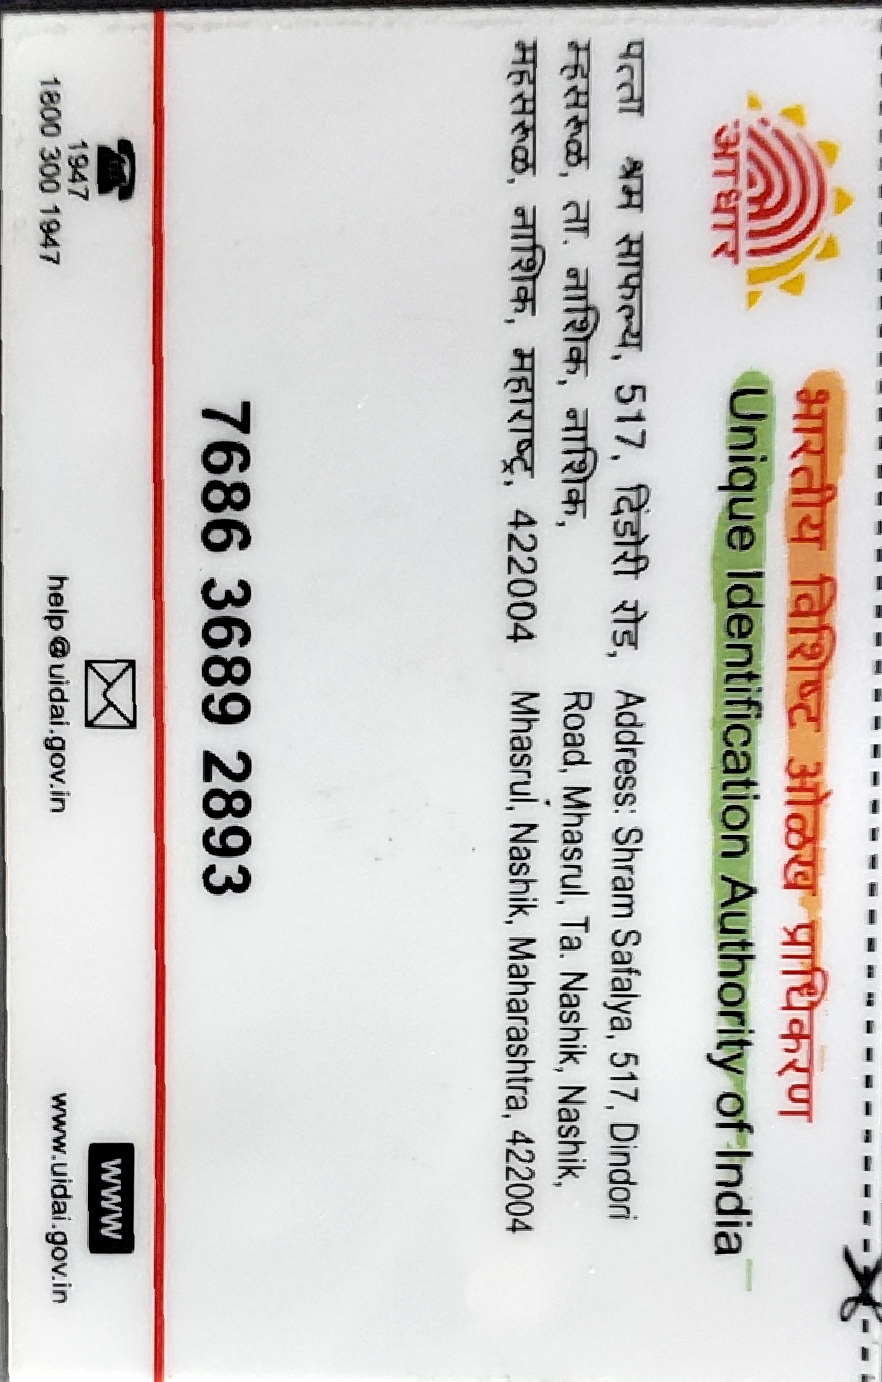 आधार
भारतीय विशिष्ट ओळख प्राधिकरण
Unique Identification Authority of India
पत्ता श्रम साफल्य, 517, दिंडोरी रोड,
म्हसरुळ, ता. नाशिक, नाशिक,
म्हसरुळ, नाशिक, महाराष्ट्र, 422004
Address: Shram Safalya, 517, Dindori
Road, Mhasrul, Ta. Nashik, Nashik,
Mhasrul, Nashik, Maharashtra, 422004
7686 3689 2893
1947
1800 300 1947
help@uidai.gov.in
www
www.uidai.gov.in